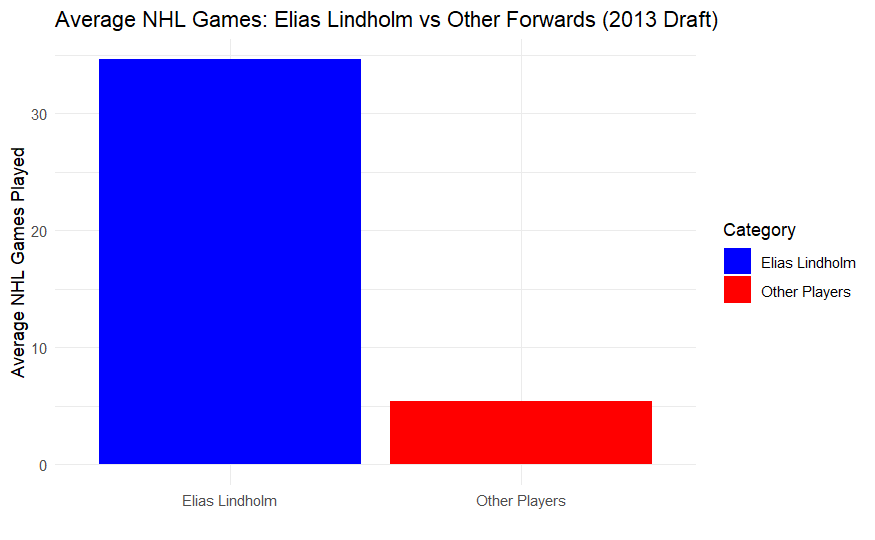 Average NHL Games: Elias Lindholm vs Other Forwards (2013 Draft)
Average NHL Games Played
30
20
10
0
Elias Lindholm
Other Players
Category
Elias Lindholm
Other Players